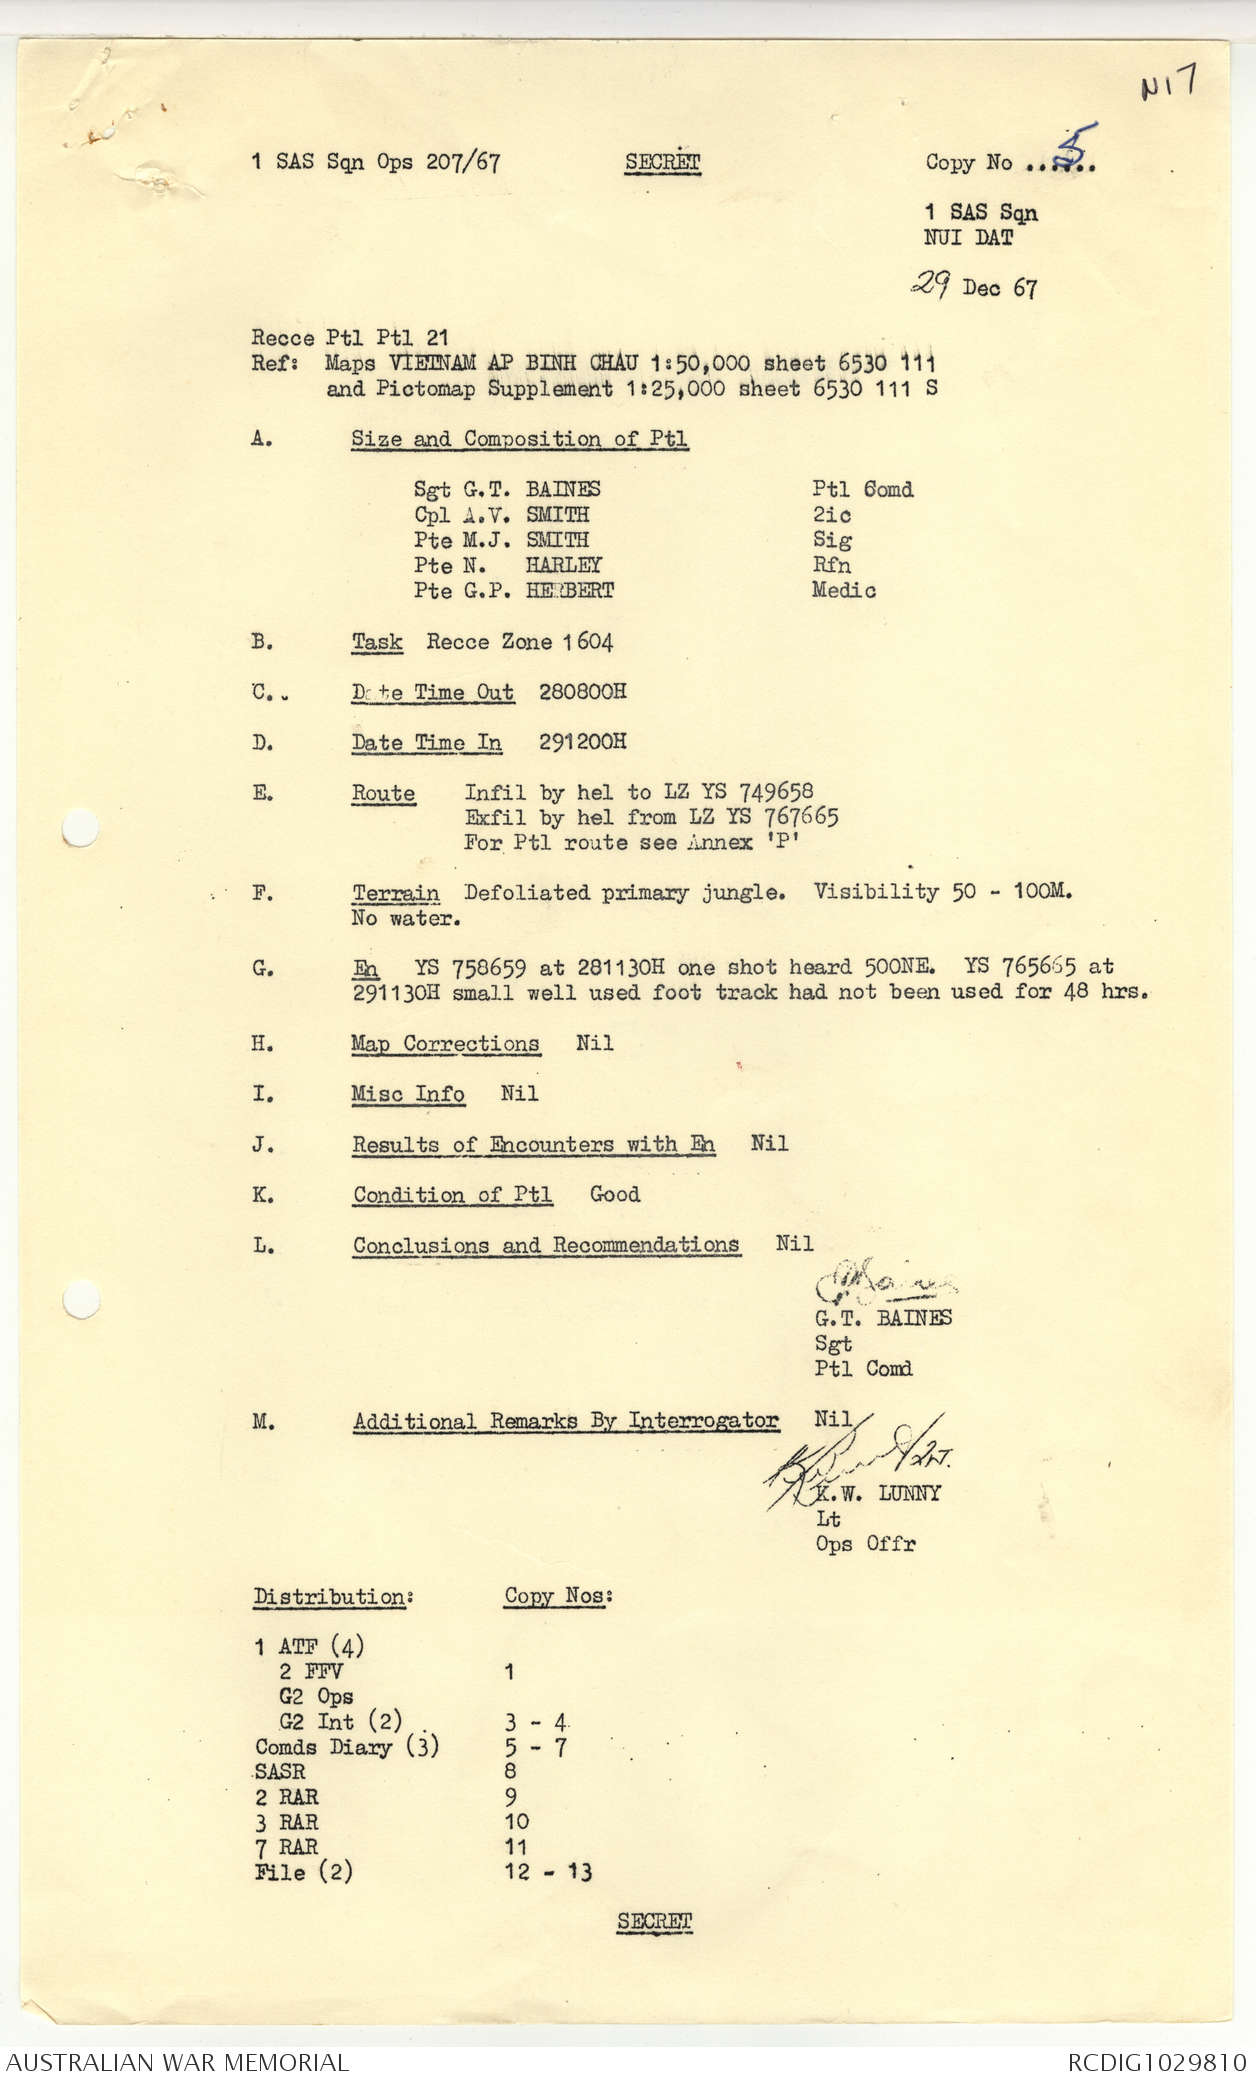 N17
1 SAS Sqn Ops 207/67 SECRET Copy No ...5...
1 SAS Sqn
NUI DAT
29 Dec 67
Recce Ptl Ptl 21
Ref: Maps VIETNAM AP BINH CHAU 1:50,000 sheet 6530 111
and Pictomap Supplement 1:25,000 sheet 6530 111 S
A. Size and Composition of Ptl
Sgt G.T. BAINES Ptl Comd
Cpl A.V. SMITH 2ic
Pte M.J. SMITH Sig
Pte N. HARLEY Rfn
Pte G.P. HERBERT Medic
B. Task Recce Zone 1604
C. Date Time Out 280800H
D. Date Time In 291200H
E. Route Infil by hel to LZ YS 749658
Exfil by hel from LZ YS 767665
For Ptl route see Annex 'P'
F. Terrain Defoliated primary jungle. Visibility 50 - 100M.
No water.
G. En YS 758659 at 281130H one shot heard 500NE. YS 765665 at
291130H small well used foot track had not been used for 48 hrs.
H. Map Corrections Nil
I. Misc Info Nil
J. Results of Encounters with En Nil
K. Condition of Ptl Good
L. Conclusions and Recommendations Nil
G.T. BAINES
Sgt
Ptl Comd
M. Additional Remarks By Interrogator Nil
K.W. LUNNY
Lt
Ops Offr
Distribution: Copy Nos:
1 ATF (4)
2 FFV 1
G2 Ops
G2 Int (2) 3 - 4
Comds Diary (3) 5 - 7
SASR 8
2 RAR 9
3 RAR 10
7 RAR 11
File (2) 12 - 13
SECRET
AUSTRALIAN WAR MEMORIAL RCDIG1029810